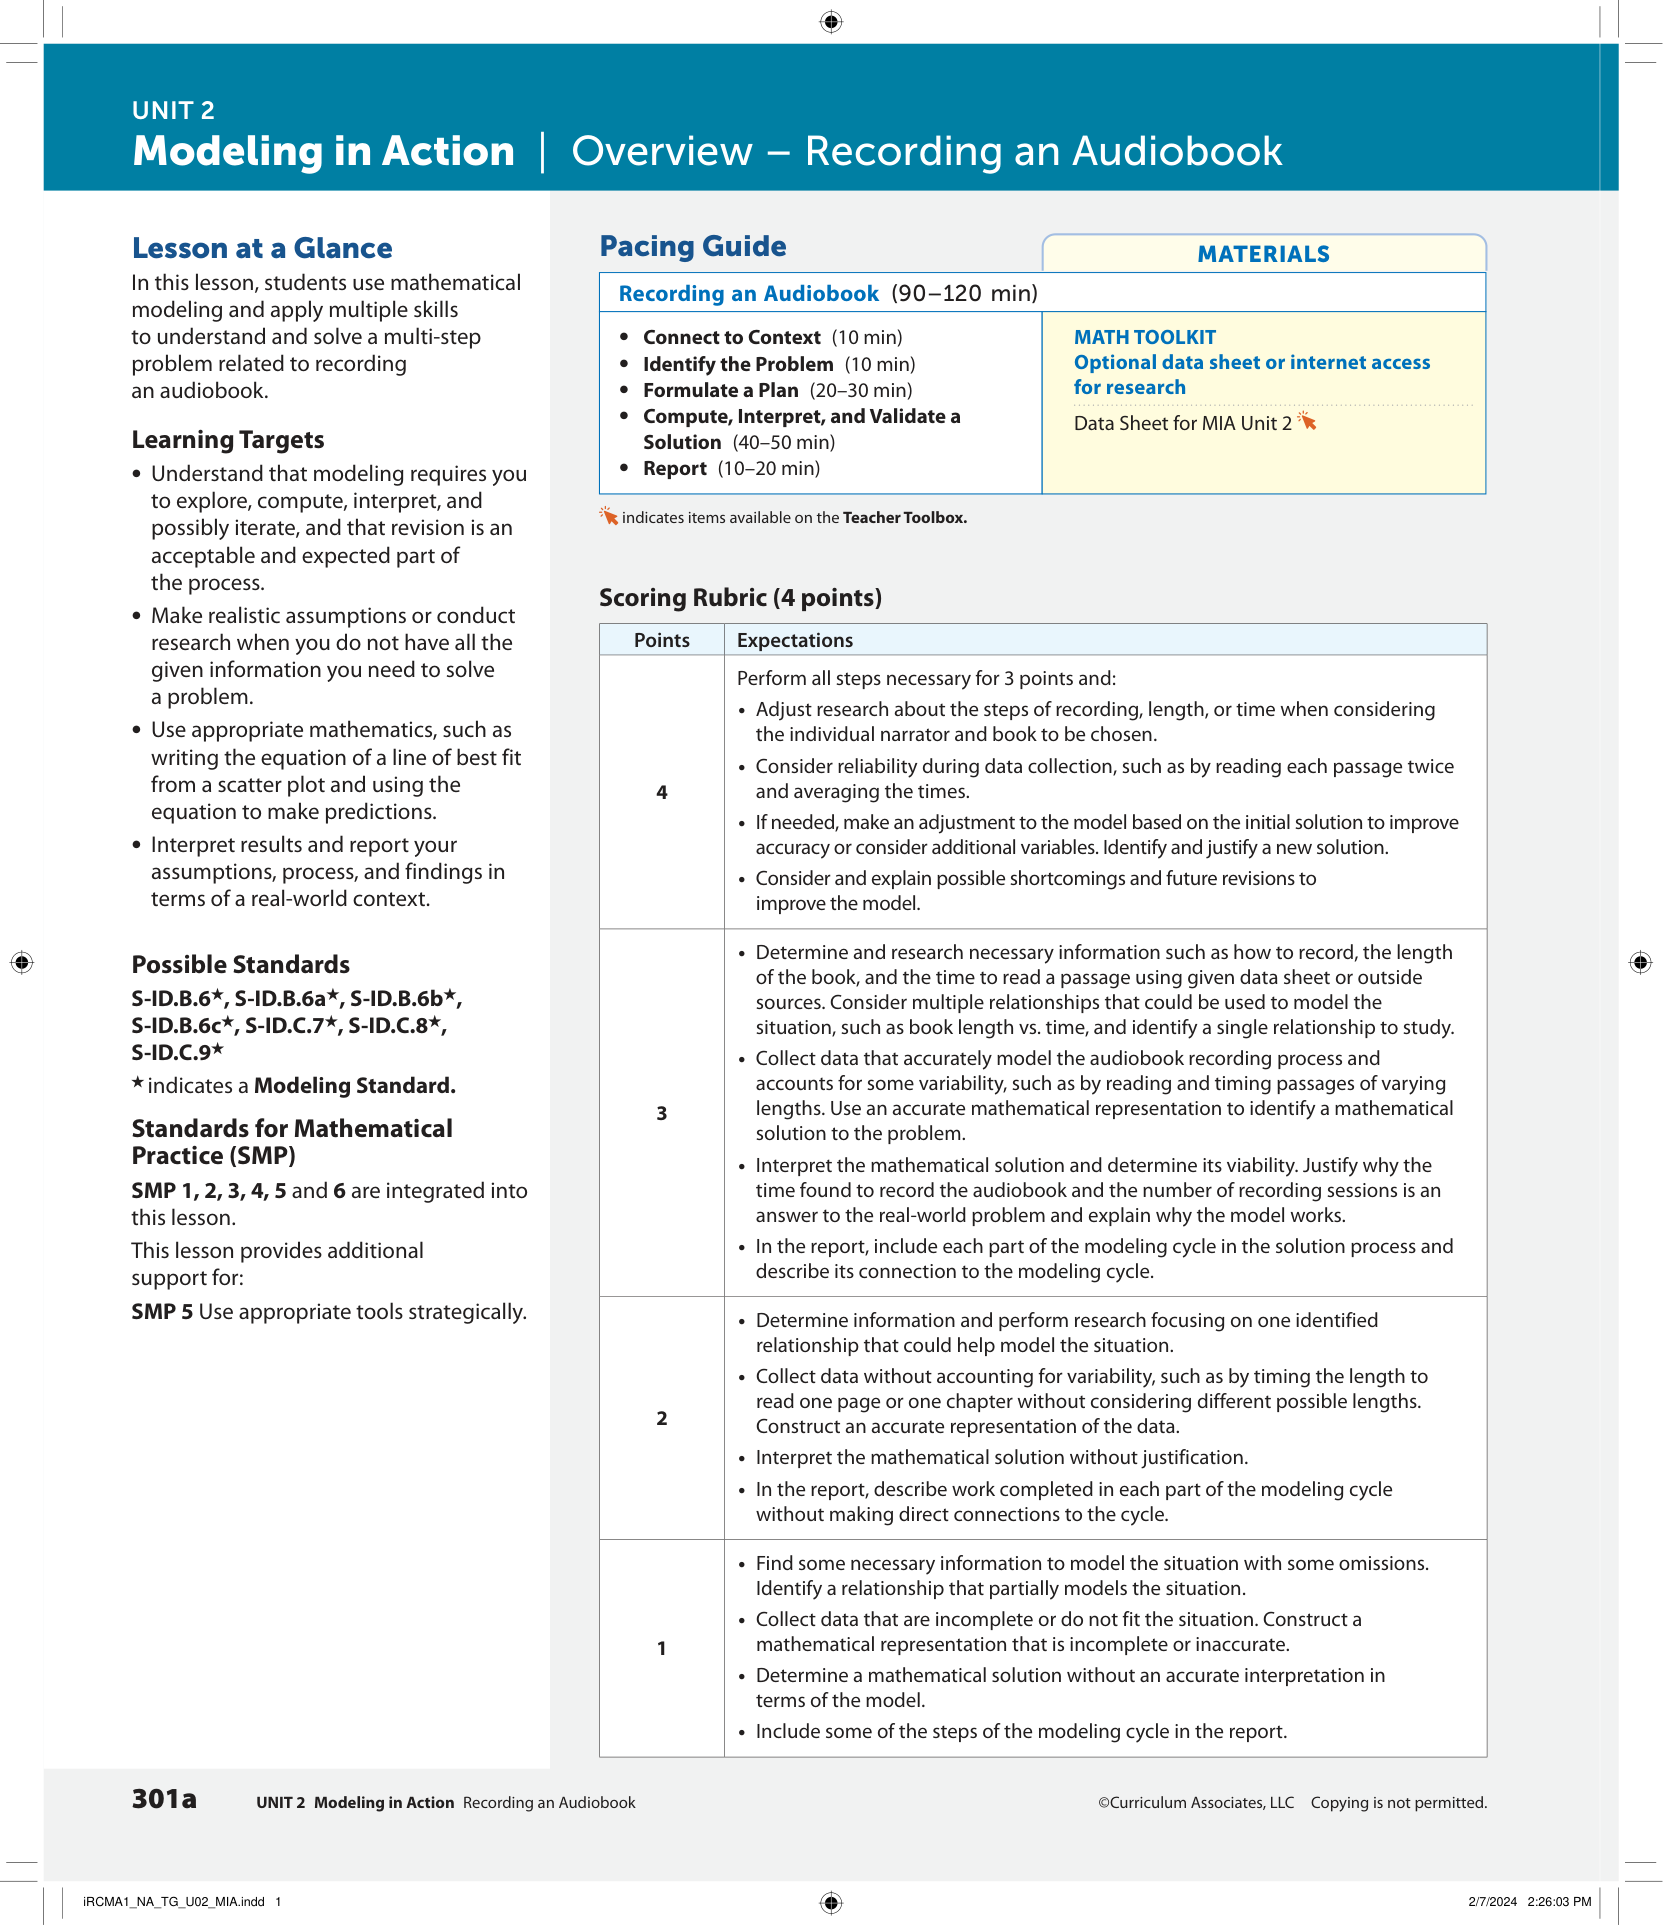 UNIT 2
Modeling in Action | Overview – Recording an Audiobook
Lesson at a Glance
In this lesson, students use mathematical
modeling and apply multiple skills
to understand and solve a multi-step
problem related to recording
an audiobook.
Learning Targets
• Understand that modeling requires you
to explore, compute, interpret, and
possibly iterate, and that revision is an
acceptable and expected part of
the process.
• Make realistic assumptions or conduct
research when you do not have all the
given information you need to solve
a problem.
• Use appropriate mathematics, such as
writing the equation of a line of best fit
from a scatter plot and using the
equation to make predictions.
• Interpret results and report your
assumptions, process, and findings in
terms of a real-world context.
Possible Standards
S-ID.B.6★, S-ID.B.6a★, S-ID.B.6b★,
S-ID.B.6c★, S-ID.C.7★, S-ID.C.8★,
S-ID.C.9★
★ indicates a Modeling Standard.
Standards for Mathematical
Practice (SMP)
SMP 1, 2, 3, 4, 5 and 6 are integrated into
this lesson.
This lesson provides additional
support for:
SMP 5 Use appropriate tools strategically.
Pacing Guide
MATERIALS
Recording an Audiobook (90–120 min)
• Connect to Context (10 min)
• Identify the Problem (10 min)
• Formulate a Plan (20–30 min)
• Compute, Interpret, and Validate a
Solution (40–50 min)
• Report (10–20 min)
MATH TOOLKIT
Optional data sheet or internet access
for research
Data Sheet for MIA Unit 2
indicates items available on the Teacher Toolbox.
Scoring Rubric (4 points)
Points Expectations
4
Perform all steps necessary for 3 points and:
• Adjust research about the steps of recording, length, or time when considering
the individual narrator and book to be chosen.
• Consider reliability during data collection, such as by reading each passage twice
and averaging the times.
• If needed, make an adjustment to the model based on the initial solution to improve
accuracy or consider additional variables. Identify and justify a new solution.
• Consider and explain possible shortcomings and future revisions to
improve the model.
3
• Determine and research necessary information such as how to record, the length
of the book, and the time to read a passage using given data sheet or outside
sources. Consider multiple relationships that could be used to model the
situation, such as book length vs. time, and identify a single relationship to study.
• Collect data that accurately model the audiobook recording process and
accounts for some variability, such as by reading and timing passages of varying
lengths. Use an accurate mathematical representation to identify a mathematical
solution to the problem.
• Interpret the mathematical solution and determine its viability. Justify why the
time found to record the audiobook and the number of recording sessions is an
answer to the real-world problem and explain why the model works.
• In the report, include each part of the modeling cycle in the solution process and
describe its connection to the modeling cycle.
2
• Determine information and perform research focusing on one identified
relationship that could help model the situation.
• Collect data without accounting for variability, such as by timing the length to
read one page or one chapter without considering different possible lengths.
Construct an accurate representation of the data.
• Interpret the mathematical solution without justification.
• In the report, describe work completed in each part of the modeling cycle
without making direct connections to the cycle.
1
• Find some necessary information to model the situation with some omissions.
Identify a relationship that partially models the situation.
• Collect data that are incomplete or do not fit the situation. Construct a
mathematical representation that is incomplete or inaccurate.
• Determine a mathematical solution without an accurate interpretation in
terms of the model.
• Include some of the steps of the modeling cycle in the report.
301a UNIT 2 Modeling in Action Recording an Audiobook ©Curriculum Associates, LLC Copying is not permitted.
iRCMA1_NA_TG_U02_MIA.indd 1 2/7/2024 2:26:03 PM